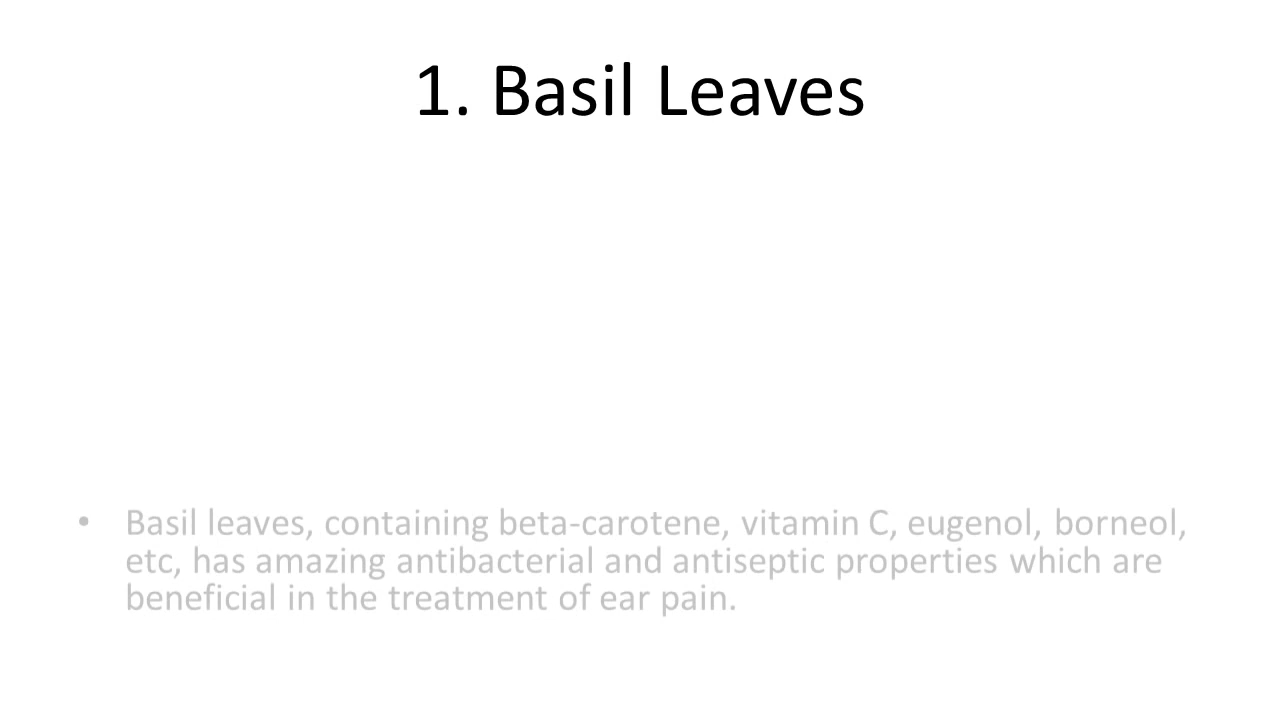 1. Basil Leaves
• Basil leaves, containing beta-carotene, vitamin C, eugenol, borneol,
etc, has amazing antibacterial and antiseptic properties which are
beneficial in the treatment of ear pain.